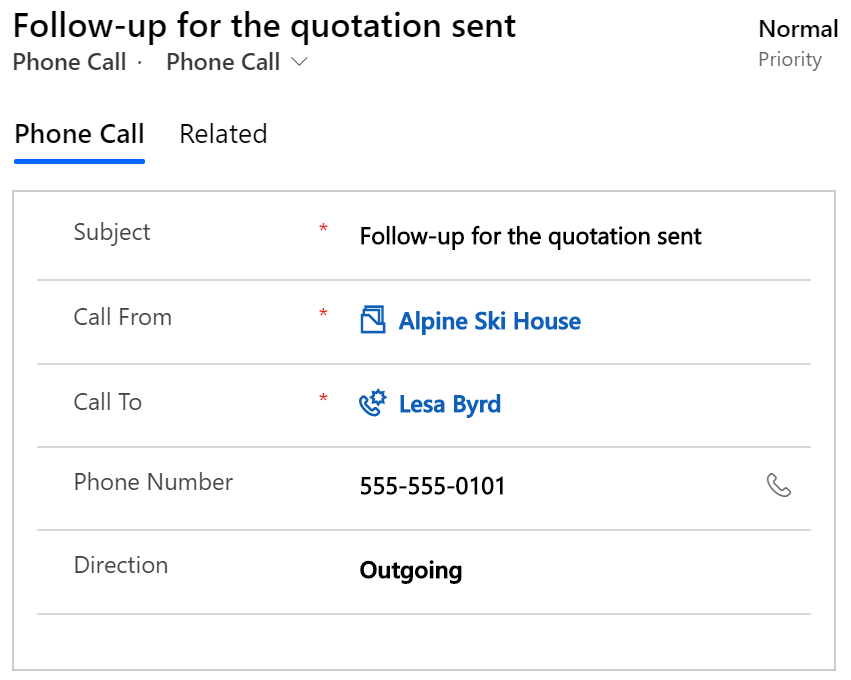 Follow-up for the quotation sent
Normal
Phone Call · Phone Call
Priority
Phone Call Related
Subject * Follow-up for the quotation sent
Call From * Alpine Ski House
Call To * Lesa Byrd
Phone Number 555-555-0101
Direction Outgoing